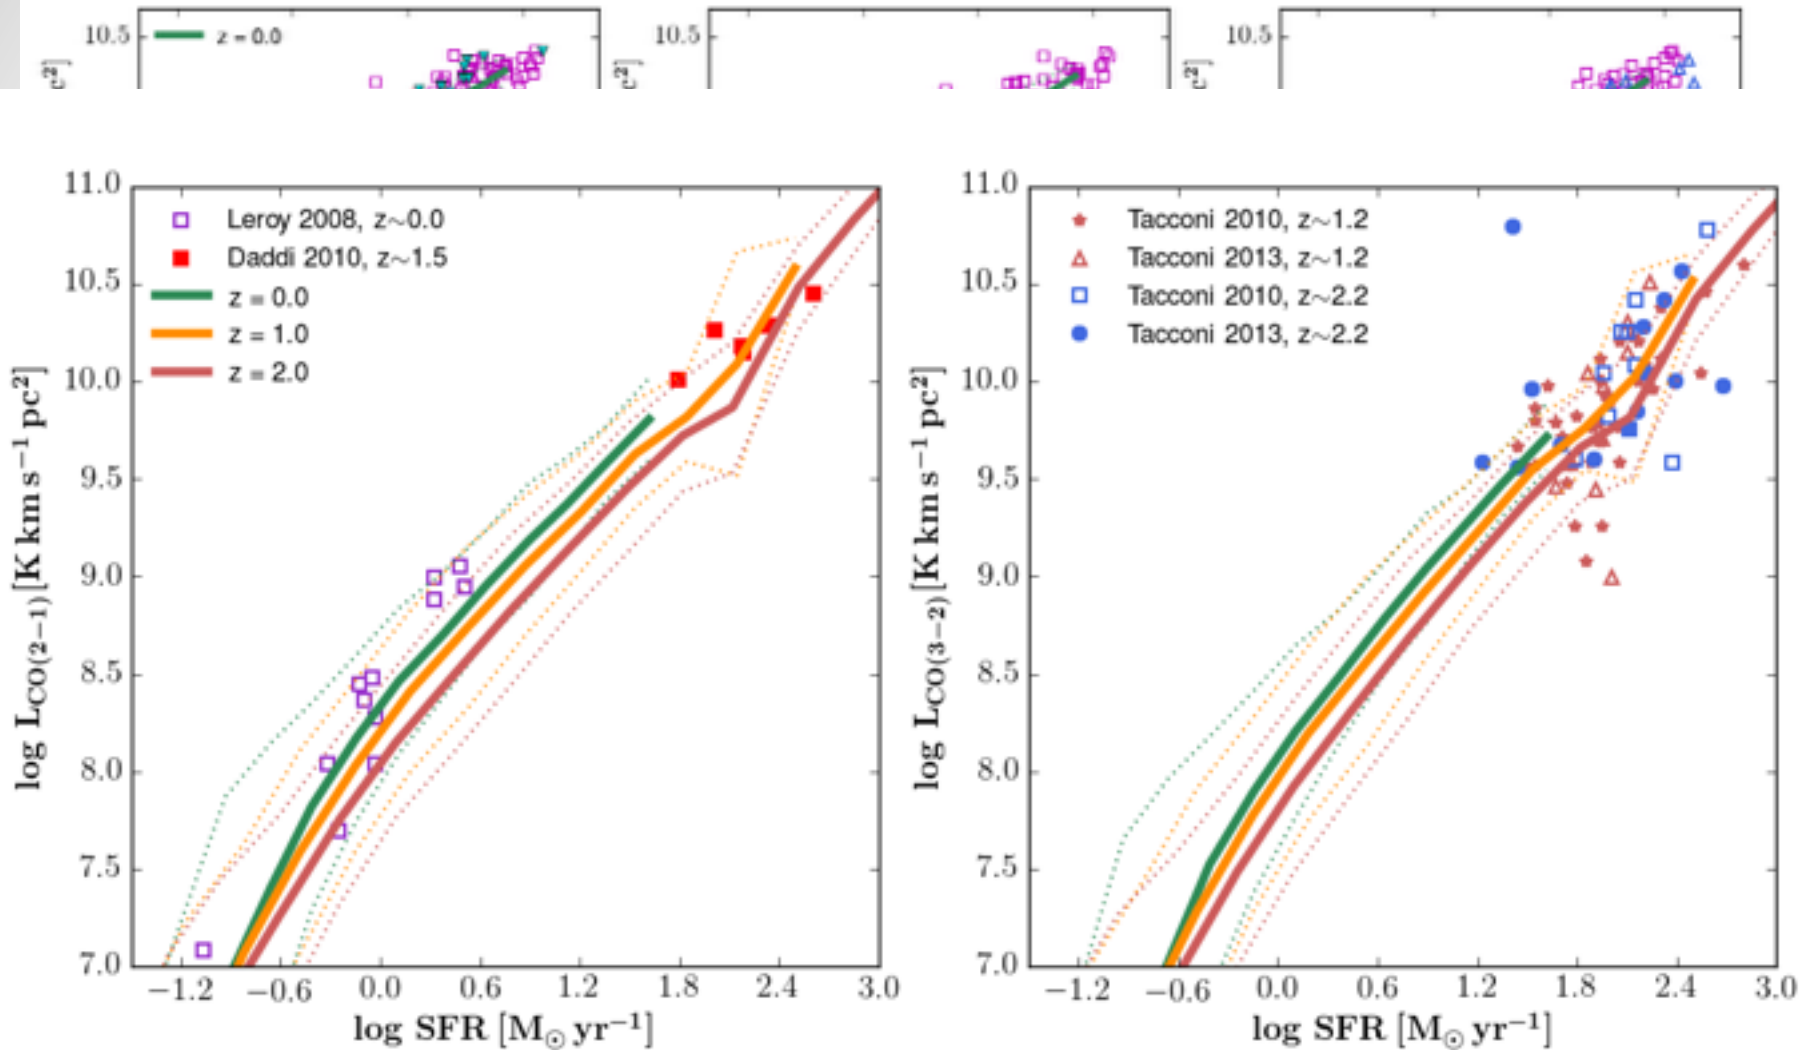 10.5
z = 0.0
10.5
10.5
c²]
c²]
c²]
11.0
10.5
10.0
9.5
9.0
8.5
8.0
7.5
7.0
log L_CO(2−1) [K km s⁻¹ pc²]
Leroy 2008, z~0.0
Daddi 2010, z~1.5
z = 0.0
z = 1.0
z = 2.0
−1.2 −0.6 0.0 0.6 1.2 1.8 2.4 3.0
log SFR [M⊙ yr⁻¹]
11.0
10.5
10.0
9.5
9.0
8.5
8.0
7.5
7.0
log L_CO(3−2) [K km s⁻¹ pc²]
Tacconi 2010, z~1.2
Tacconi 2013, z~1.2
Tacconi 2010, z~2.2
Tacconi 2013, z~2.2
−1.2 −0.6 0.0 0.6 1.2 1.8 2.4 3.0
log SFR [M⊙ yr⁻¹]